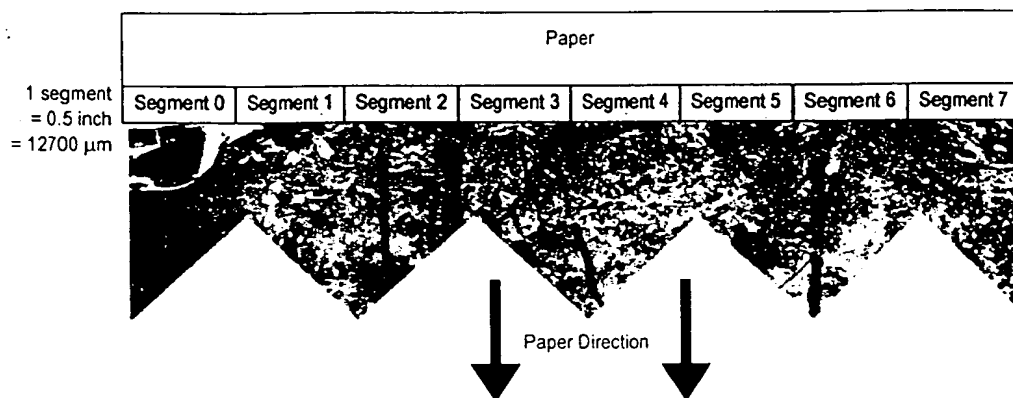 Paper
1 segment
= 0.5 inch
= 12700 µm
Segment 0 Segment 1 Segment 2 Segment 3 Segment 4 Segment 5 Segment 6 Segment 7
Paper Direction